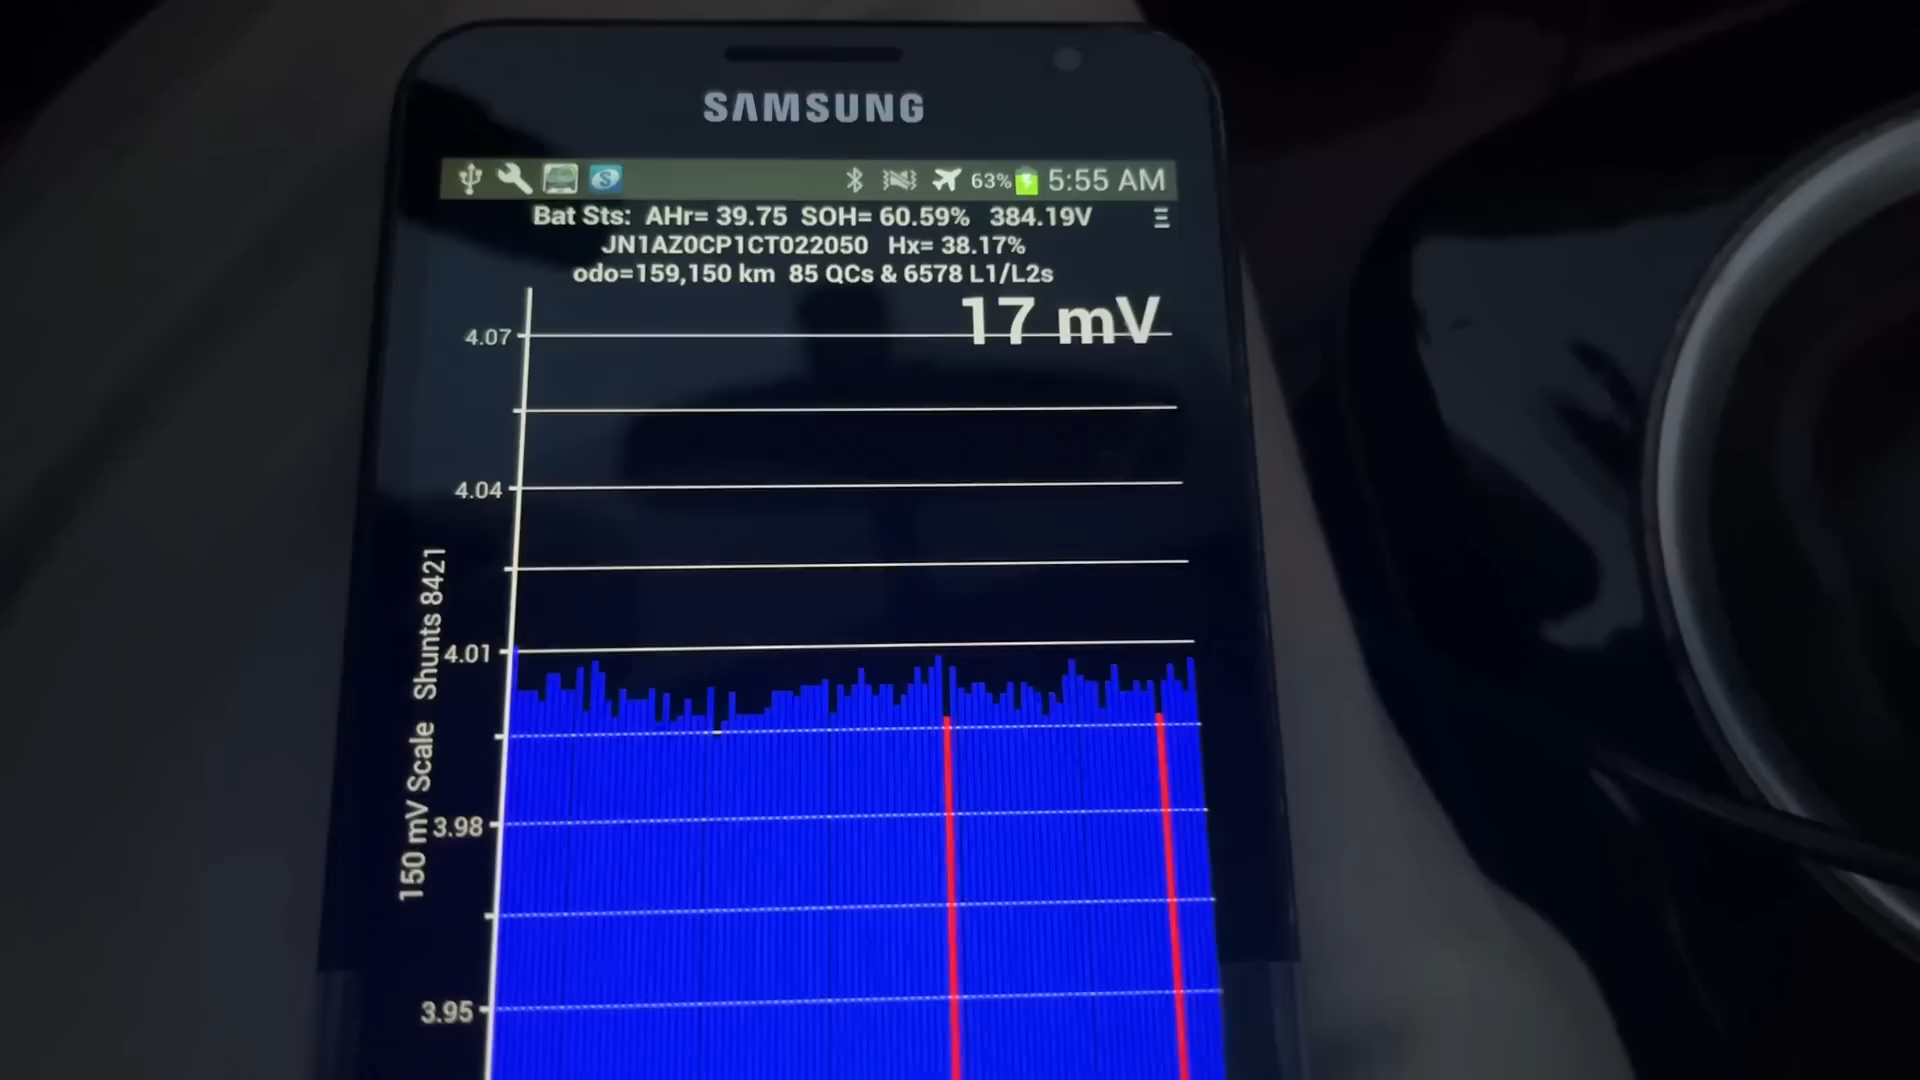 SAMSUNG
63% 5:55 AM
Bat Sts: AHr= 39.75 SOH= 60.59% 384.19V
JN1AZ0CP1CT022050 Hx= 38.17%
odo=159,150 km 85 QCs & 6578 L1/L2s
17 mV
4.07
4.04
4.01
3.98
3.95
150 mV Scale Shunts 8421